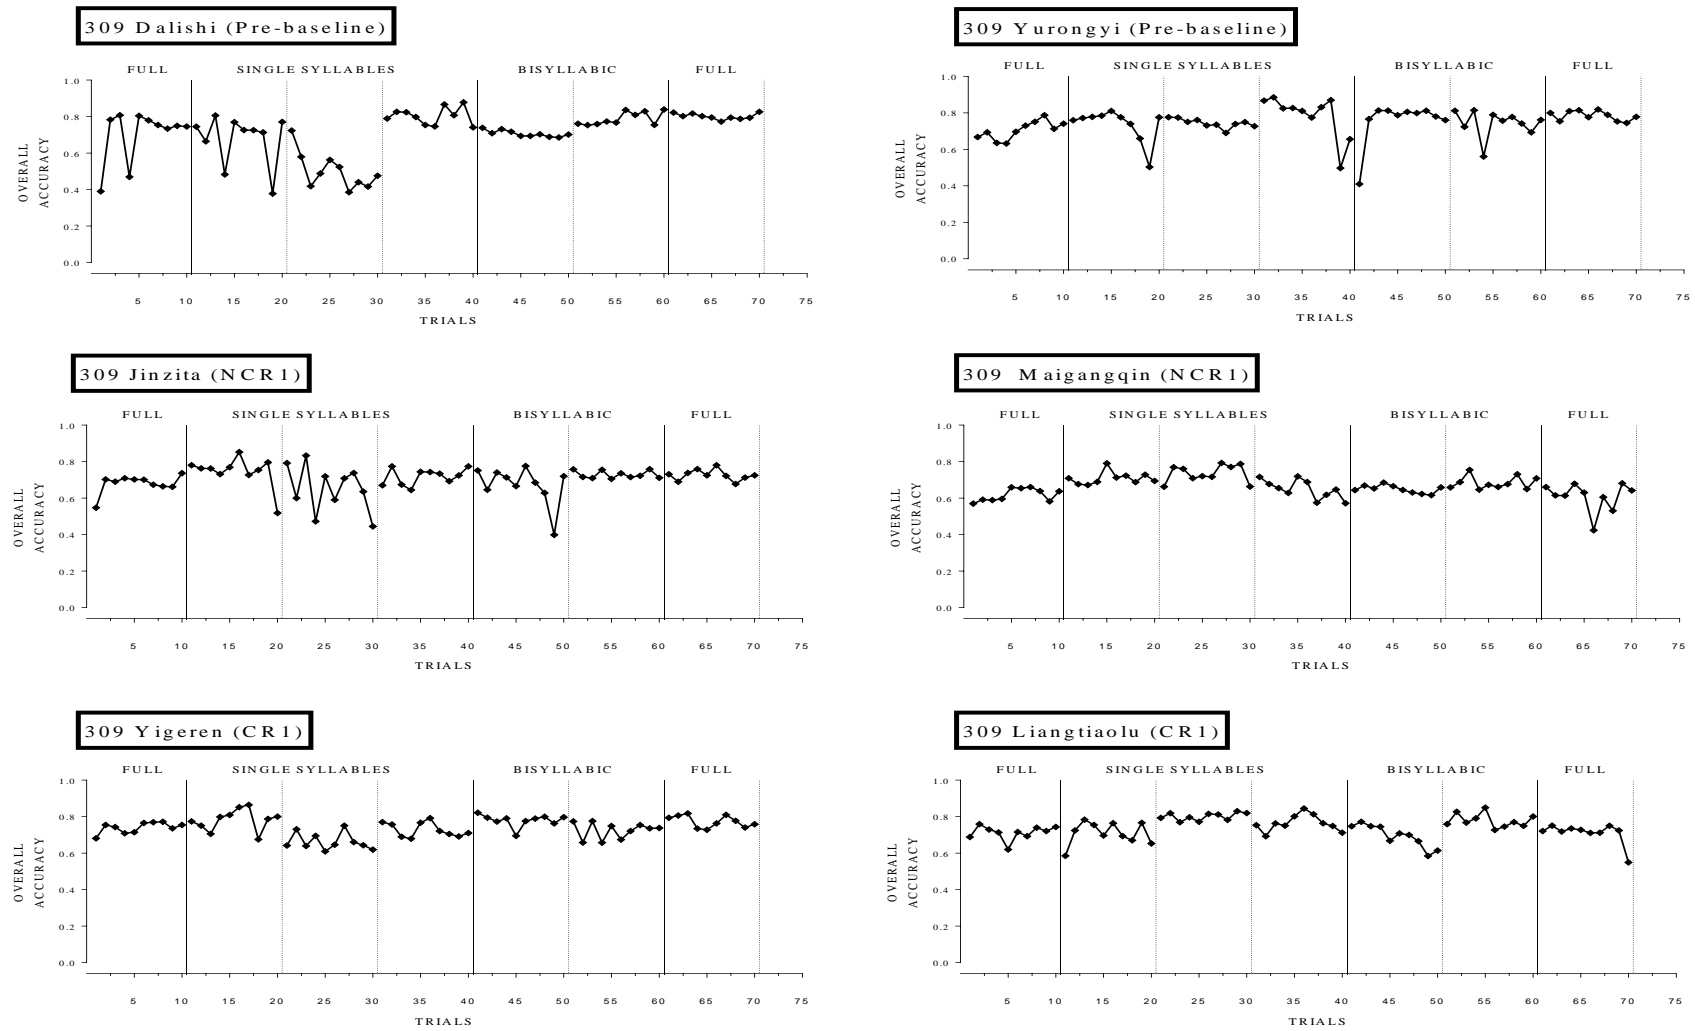 309 Dalishi (Pre-baseline)
FULL SINGLE SYLLABLES BISYLLABIC FULL
1.0
0.8
0.6
0.4
0.2
0.0
OVERALL
ACCURACY
5 10 15 20 25 30 35 40 45 50 55 60 65 70 75
TRIALS
309 Yurongyi (Pre-baseline)
FULL SINGLE SYLLABLES BISYLLABIC FULL
1.0
0.8
0.6
0.4
0.2
0.0
OVERALL
ACCURACY
5 10 15 20 25 30 35 40 45 50 55 60 65 70 75
TRIALS
309 Jinzita (NCR1)
FULL SINGLE SYLLABLES BISYLLABIC FULL
1.0
0.8
0.6
0.4
0.2
0.0
OVERALL
ACCURACY
5 10 15 20 25 30 35 40 45 50 55 60 65 70 75
TRIALS
309 Maigangqin (NCR1)
FULL SINGLE SYLLABLES BISYLLABIC FULL
1.0
0.8
0.6
0.4
0.2
0.0
OVERALL
ACCURACY
5 10 15 20 25 30 35 40 45 50 55 60 65 70 75
TRIALS
309 Yigeren (CR1)
FULL SINGLE SYLLABLES BISYLLABIC FULL
1.0
0.8
0.6
0.4
0.2
0.0
OVERALL
ACCURACY
5 10 15 20 25 30 35 40 45 50 55 60 65 70 75
TRIALS
309 Liangtiaolu (CR1)
FULL SINGLE SYLLABLES BISYLLABIC FULL
1.0
0.8
0.6
0.4
0.2
0.0
OVERALL
ACCURACY
5 10 15 20 25 30 35 40 45 50 55 60 65 70 75
TRIALS